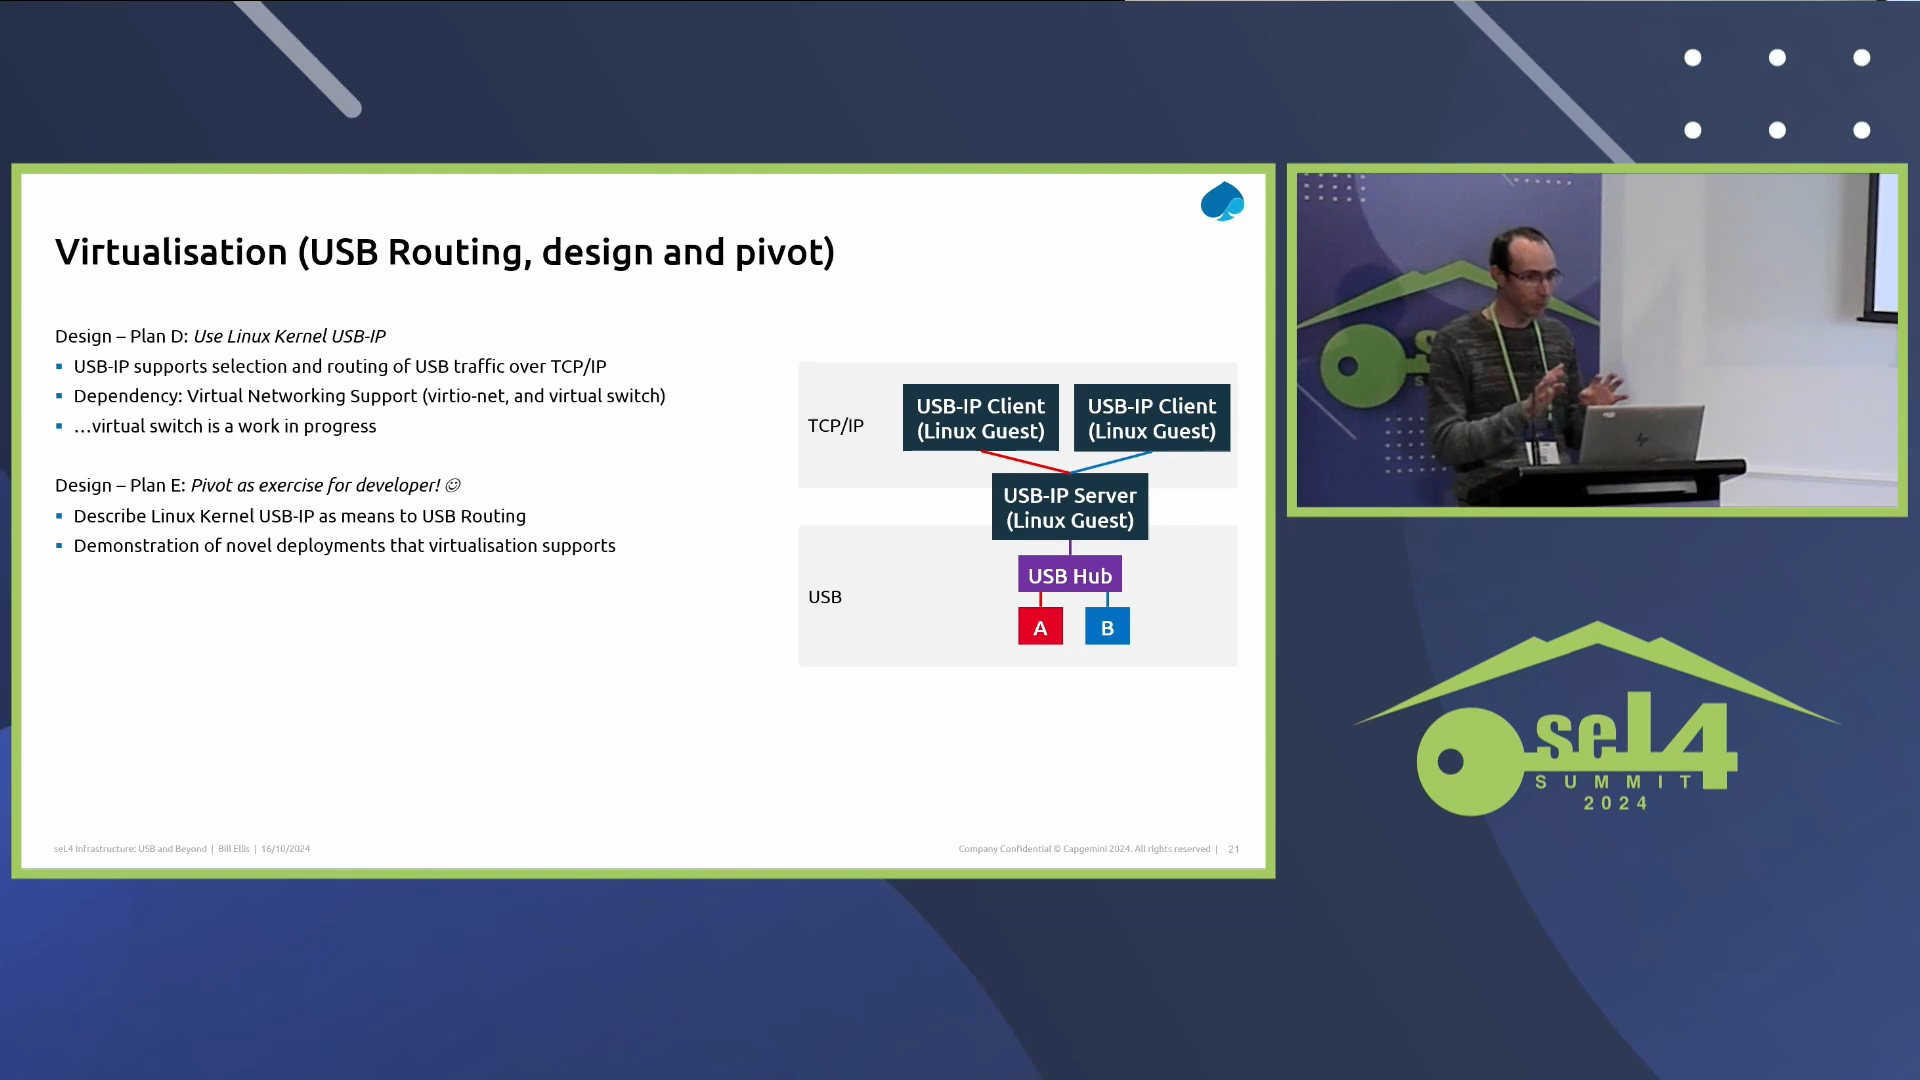 Virtualisation (USB Routing, design and pivot)
Design – Plan D: Use Linux Kernel USB-IP
▪ USB-IP supports selection and routing of USB traffic over TCP/IP
▪ Dependency: Virtual Networking Support (virtio-net, and virtual switch)
▪ …virtual switch is a work in progress
Design – Plan E: Pivot as exercise for developer! ☺
▪ Describe Linux Kernel USB-IP as means to USB Routing
▪ Demonstration of novel deployments that virtualisation supports
TCP/IP
USB-IP Client
(Linux Guest)
USB-IP Client
(Linux Guest)
USB-IP Server
(Linux Guest)
USB
USB Hub
A
B
seL4 Infrastructure: USB and Beyond | Bill Ellis | 16/10/2024
Company Confidential © Capgemini 2024. All rights reserved | 21
hp
seL4
SUMMIT
2024